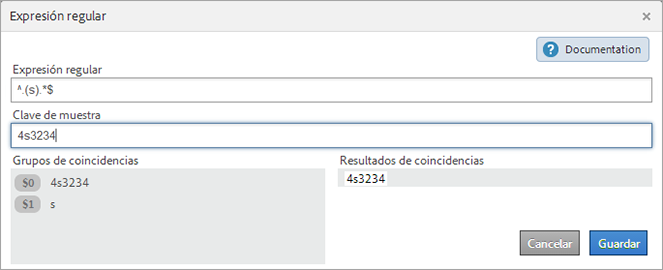 Expresión regular
×
? Documentation
Expresión regular
^.(s).*$
Clave de muestra
4s3234
Grupos de coincidencias
Resultados de coincidencias
$0 4s3234
4s3234
$1 s
Cancelar
Guardar